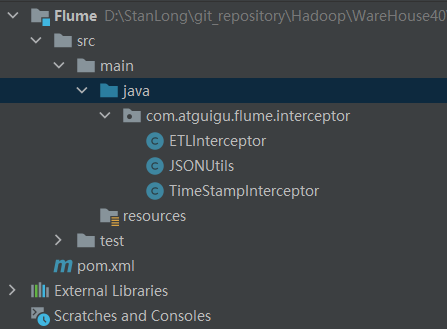 Flume D:\StanLong\git_repository\Hadoop\WareHouse40
src
main
java
com.atguigu.flume.interceptor
ETLInterceptor
JSONUtils
TimeStampInterceptor
resources
test
pom.xml
External Libraries
Scratches and Consoles